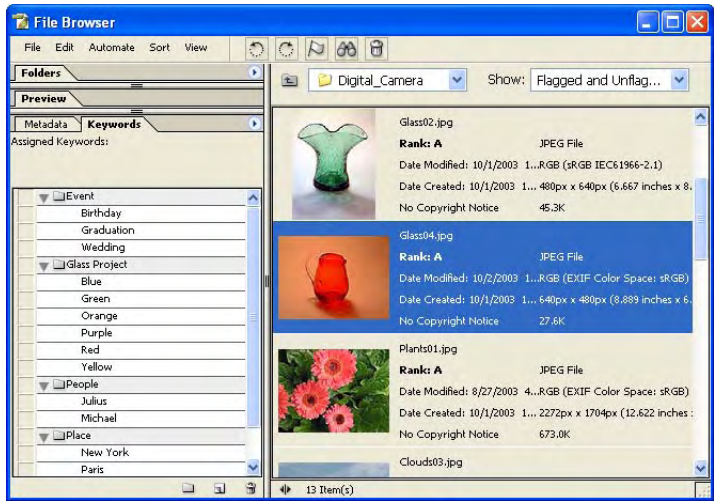 File Browser
File Edit Automate Sort View
Folders
Preview
Metadata Keywords
Assigned Keywords:
Event
Birthday
Graduation
Wedding
Glass Project
Blue
Green
Orange
Purple
Red
Yellow
People
Julius
Michael
Place
New York
Paris
Digital_Camera Show: Flagged and Unflag...
Glass02.jpg
Rank: A JPEG File
Date Modified: 10/1/2003 1...RGB (sRGB IEC61966-2.1)
Date Created: 10/1/2003 1... 480px x 640px (6.667 inches x 8.
No Copyright Notice 45.3K
Glass04.jpg
Rank: A JPEG File
Date Modified: 10/2/2003 1...RGB (EXIF Color Space: sRGB)
Date Created: 10/1/2003 1... 640px x 480px (8.889 inches x 6.
No Copyright Notice 27.6K
Plants01.jpg
Rank: A JPEG File
Date Modified: 8/27/2003 4...RGB (EXIF Color Space: sRGB)
Date Created: 10/1/2003 1... 2272px x 1704px (12.622 inches :
No Copyright Notice 673.0K
Clouds03.jpg
13 Item(s)